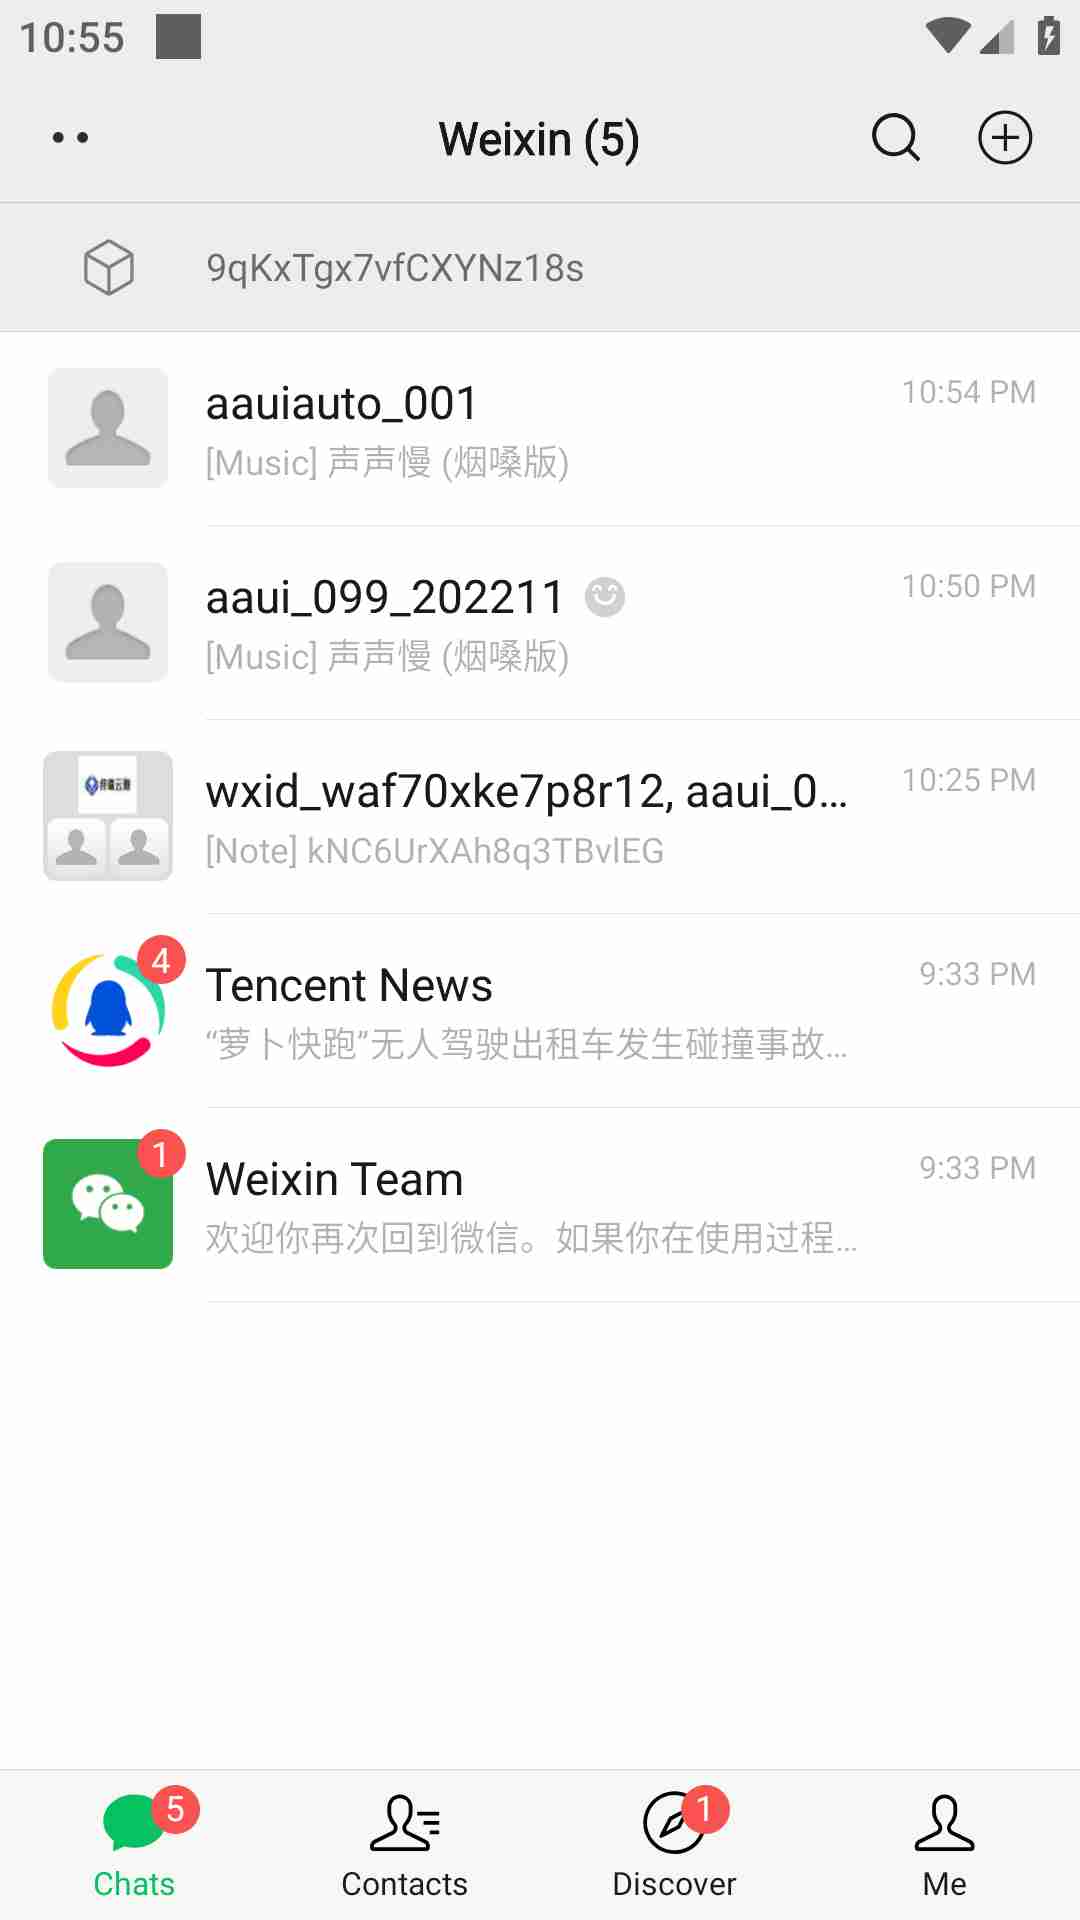 10:55
Weixin (5)
9qKxTgx7vfCXYNz18s
aauiauto_001
10:54 PM
[Music] 声声慢 (烟嗓版)
aaui_099_202211
10:50 PM
[Music] 声声慢 (烟嗓版)
wxid_waf70xke7p8r12, aaui_0...
10:25 PM
[Note] kNC6UrXAh8q3TBvlEG
4
Tencent News
9:33 PM
“萝卜快跑”无人驾驶出租车发生碰撞事故...
1
Weixin Team
9:33 PM
欢迎你再次回到微信。如果你在使用过程...
5
1
Chats
Contacts
Discover
Me